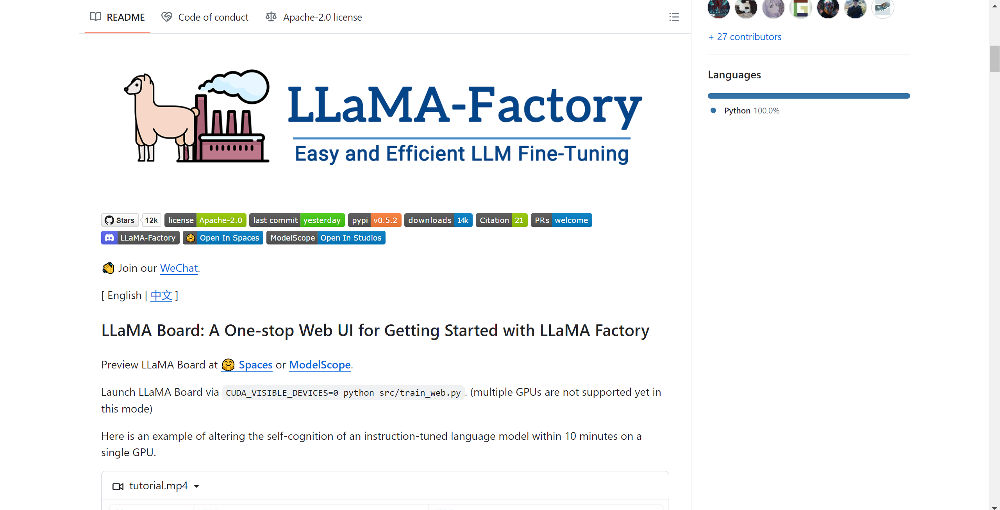 README
Code of conduct
Apache-2.0 license
+ 27 contributors
Languages
Python 100.0%
LLaMA-Factory
Easy and Efficient LLM Fine-Tuning
Stars 12k license Apache-2.0 last commit yesterday pypi v0.5.2 downloads 14k Citation 21 PRs welcome
LLaMA-Factory Open In Spaces ModelScope Open In Studios
👋 Join our WeChat.
[ English | 中文 ]
LLaMA Board: A One-stop Web UI for Getting Started with LLaMA Factory
Preview LLaMA Board at 🤗 Spaces or ModelScope.
Launch LLaMA Board via CUDA_VISIBLE_DEVICES=0 python src/train_web.py. (multiple GPUs are not supported yet in
this mode)
Here is an example of altering the self-cognition of an instruction-tuned language model within 10 minutes on a
single GPU.
tutorial.mp4